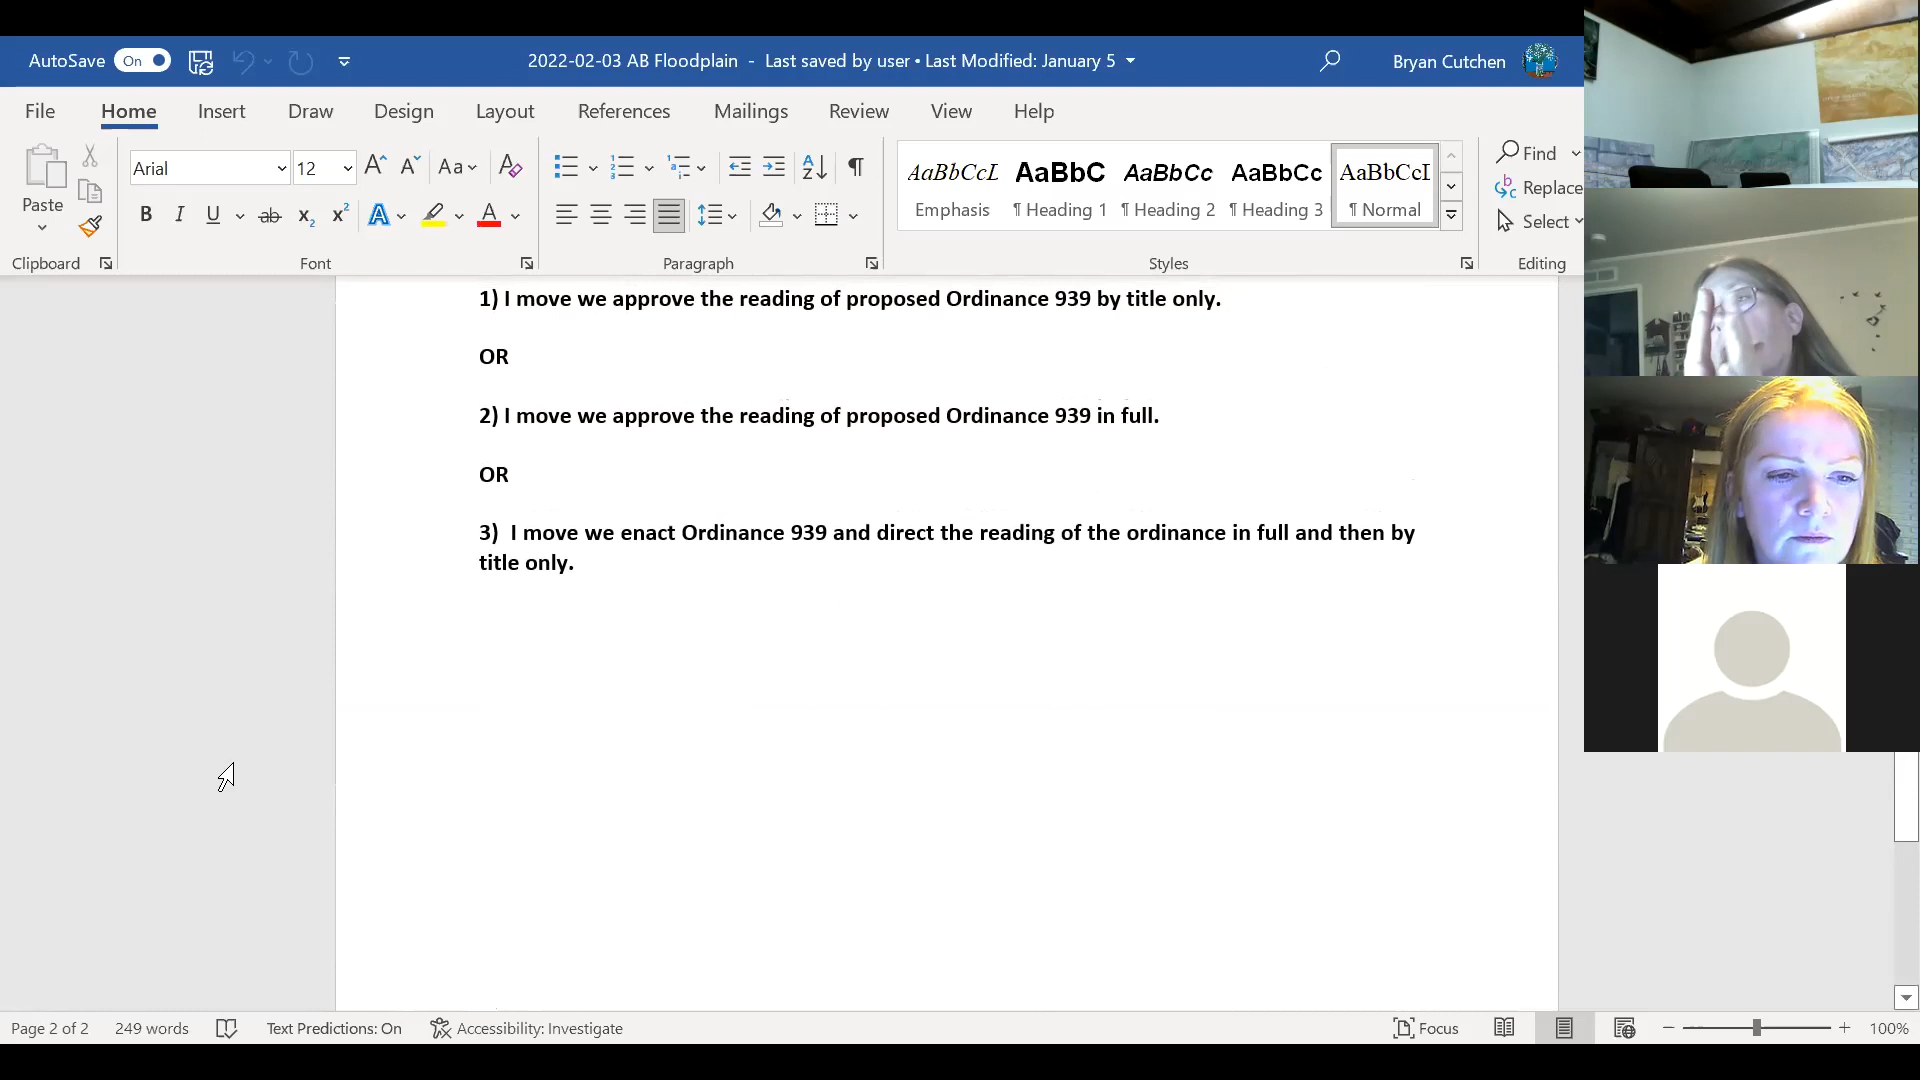 AutoSave On 2022-02-03 AB Floodplain - Last saved by user • Last Modified: January 5 Bryan Cutchen
File Home Insert Draw Design Layout References Mailings Review View Help
Paste
Clipboard
Arial 12 Aa
B I U ab x₂ x² A A
Font
Paragraph
AaBbCcL AaBbC AaBbCc AaBbCc AaBbCcI
Emphasis ¶ Heading 1 ¶ Heading 2 ¶ Heading 3 ¶ Normal
Styles
Find
Replace
Select
Editing
1) I move we approve the reading of proposed Ordinance 939 by title only.
OR
2) I move we approve the reading of proposed Ordinance 939 in full.
OR
3) I move we enact Ordinance 939 and direct the reading of the ordinance in full and then by
title only.
Page 2 of 2 249 words Text Predictions: On Accessibility: Investigate Focus 100%